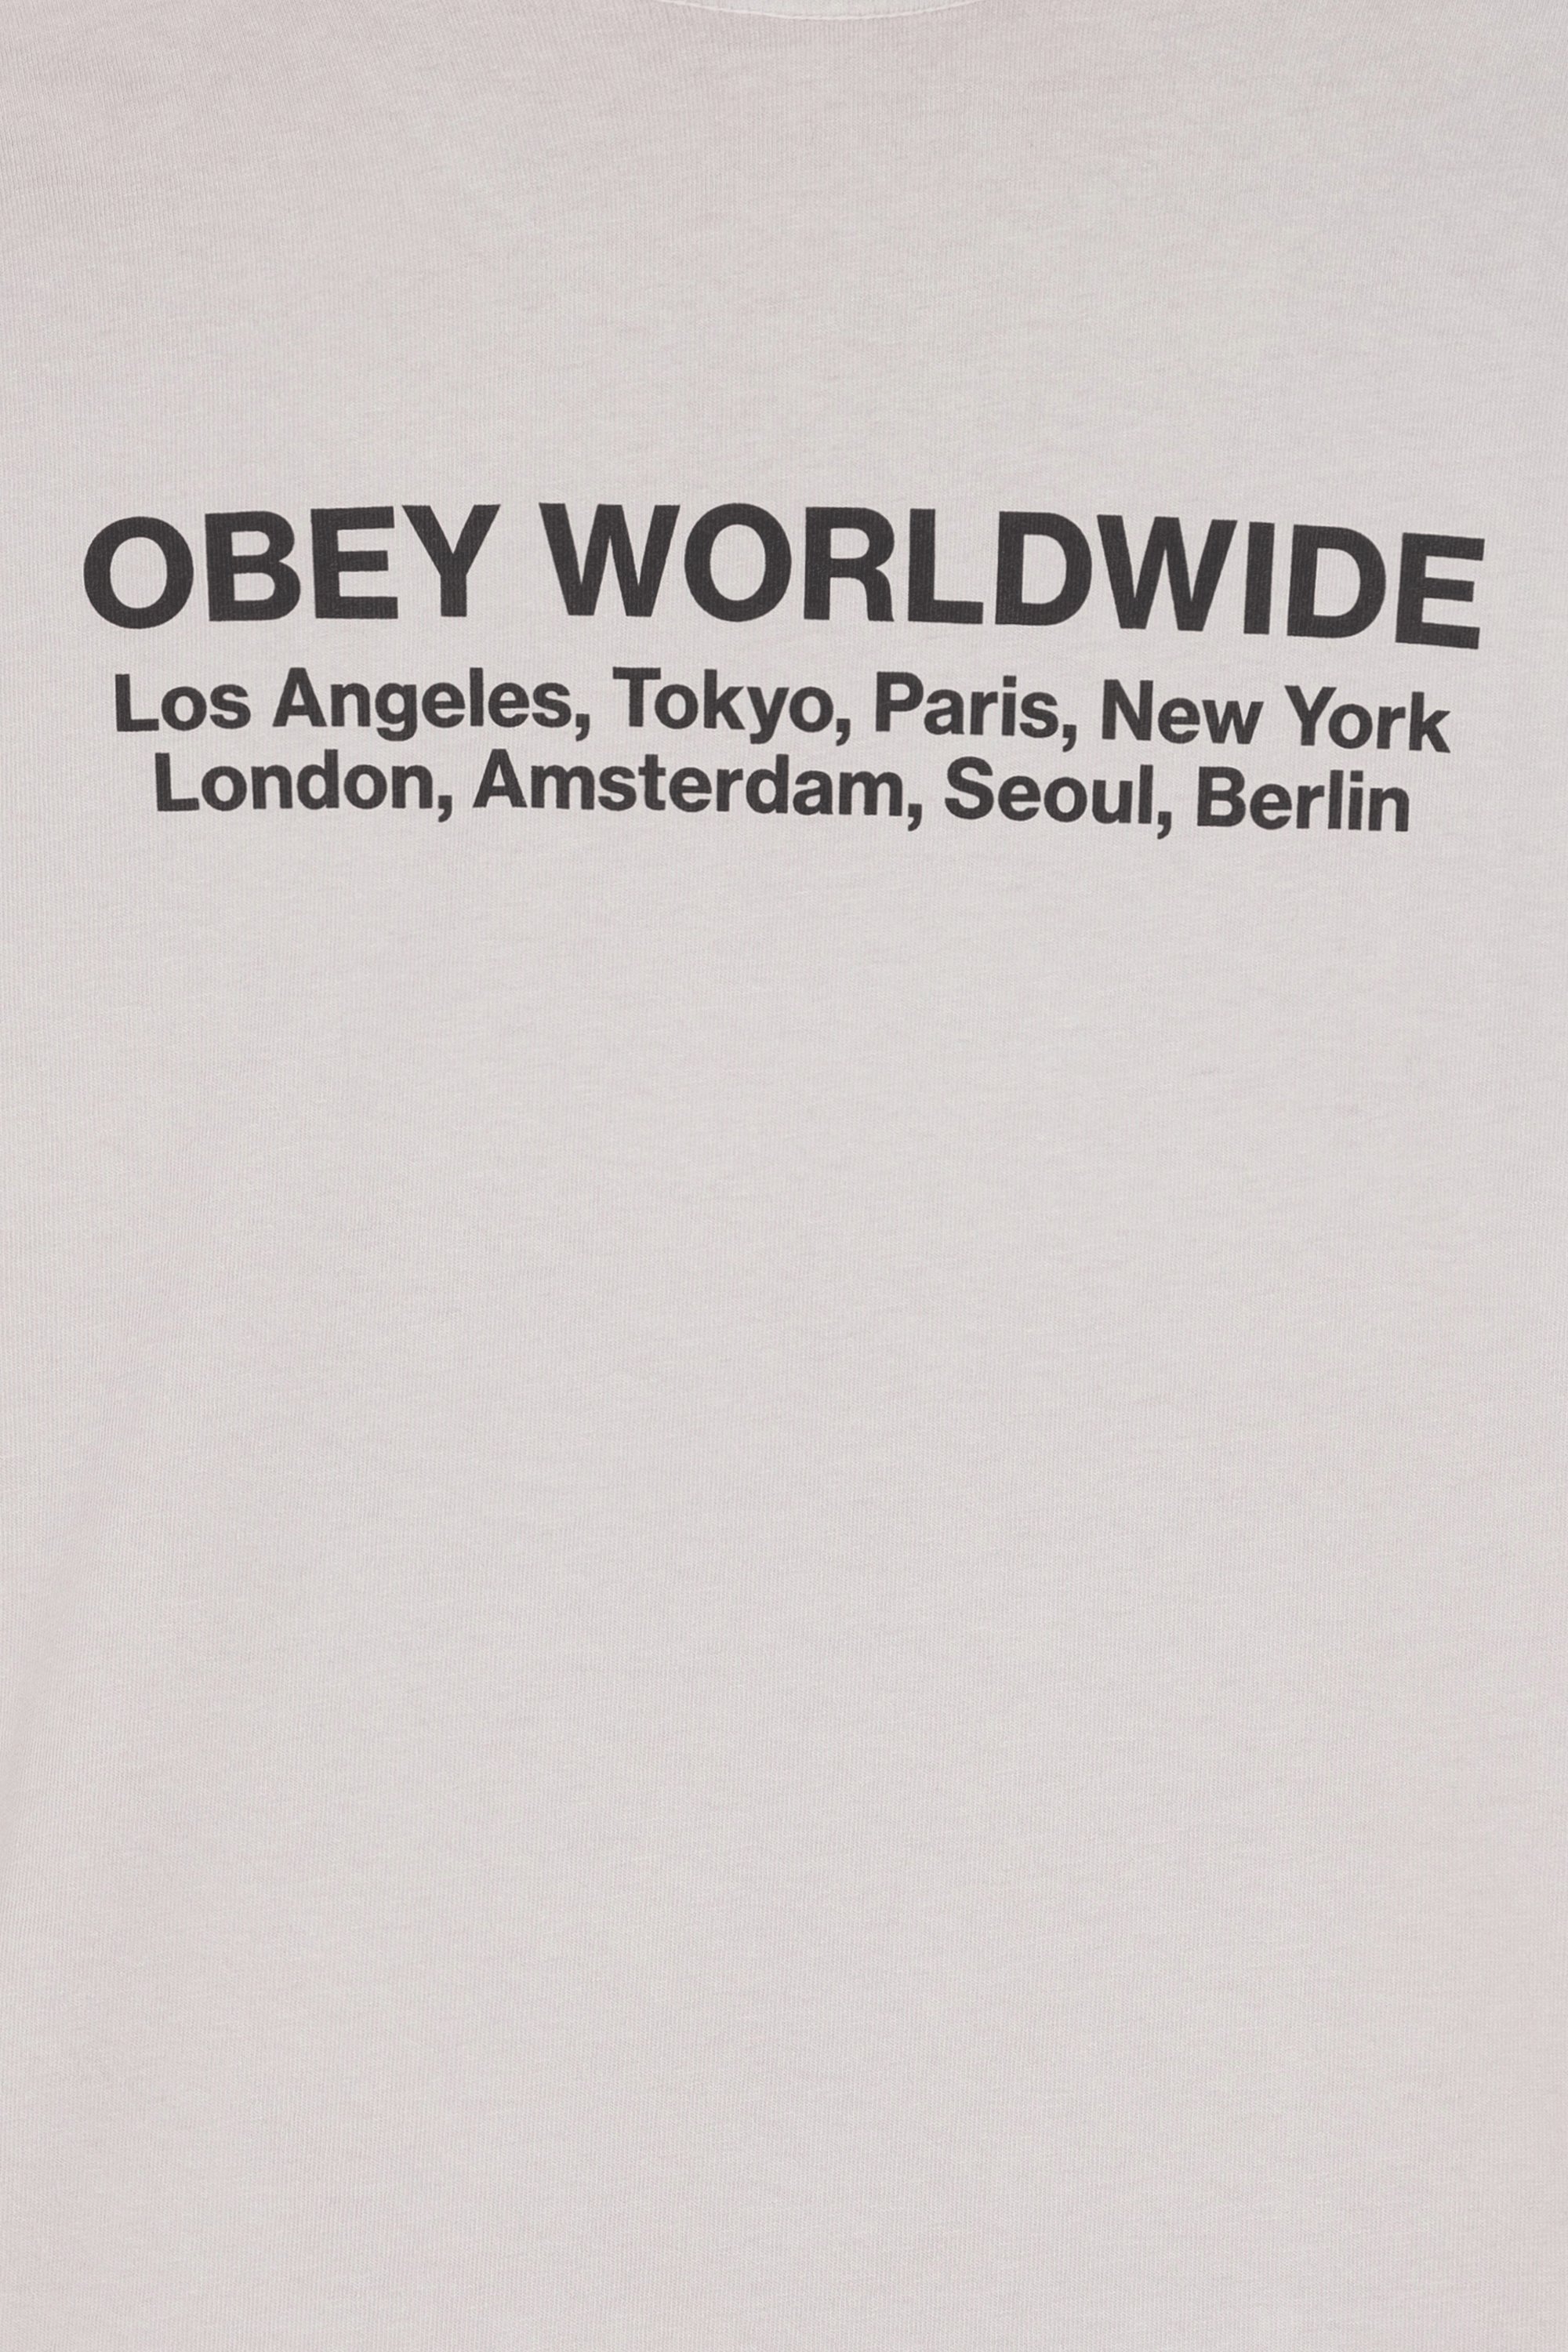 OBEY WORLDWIDE
Los Angeles, Tokyo, Paris, New York
London, Amsterdam, Seoul, Berlin